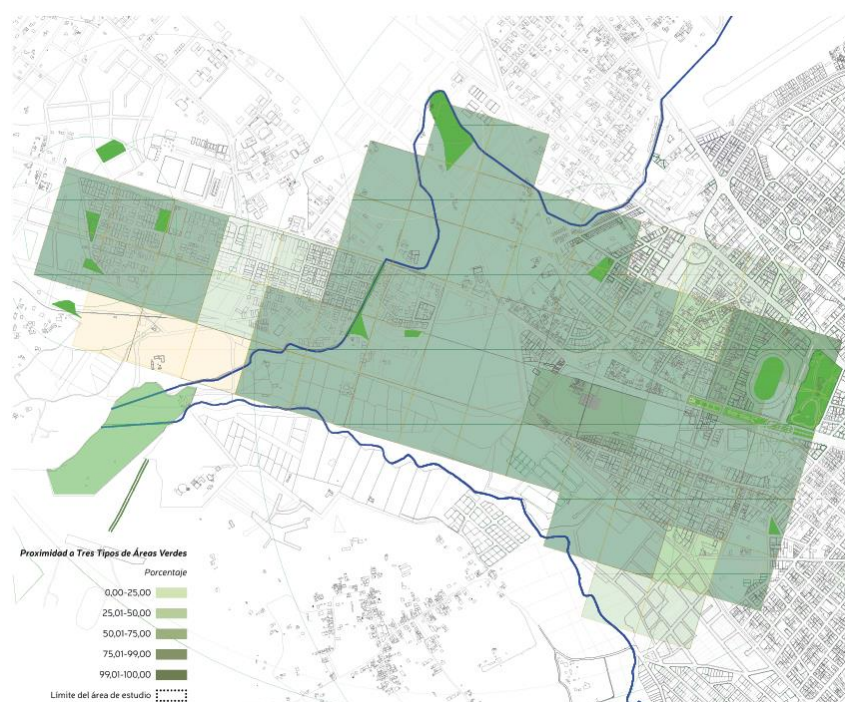 Proximidad a Tres Tipos de Áreas Verdes
Porcentaje
0,00-25,00
25,01-50,00
50,01-75,00
75,01-99,00
99,01-100,00
Límite del área de estudio